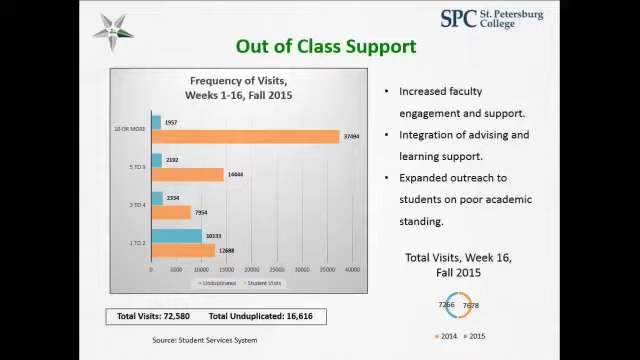 SPC St. Petersburg
College
Out of Class Support
Frequency of Visits,
Weeks 1-16, Fall 2015
10 OR MORE
1957
37494
5 TO 9
2192
14444
3 TO 4
2334
7954
1 TO 2
10133
12688
0 5000 10000 15000 20000 25000 30000 35000 40000
Unduplicated Student Visits
Total Visits: 72,580 Total Unduplicated: 16,616
Source: Student Services System
• Increased faculty
engagement and support.
• Integration of advising and
learning support.
• Expanded outreach to
students on poor academic
standing.
Total Visits, Week 16,
Fall 2015
7266 7678
2014 2015